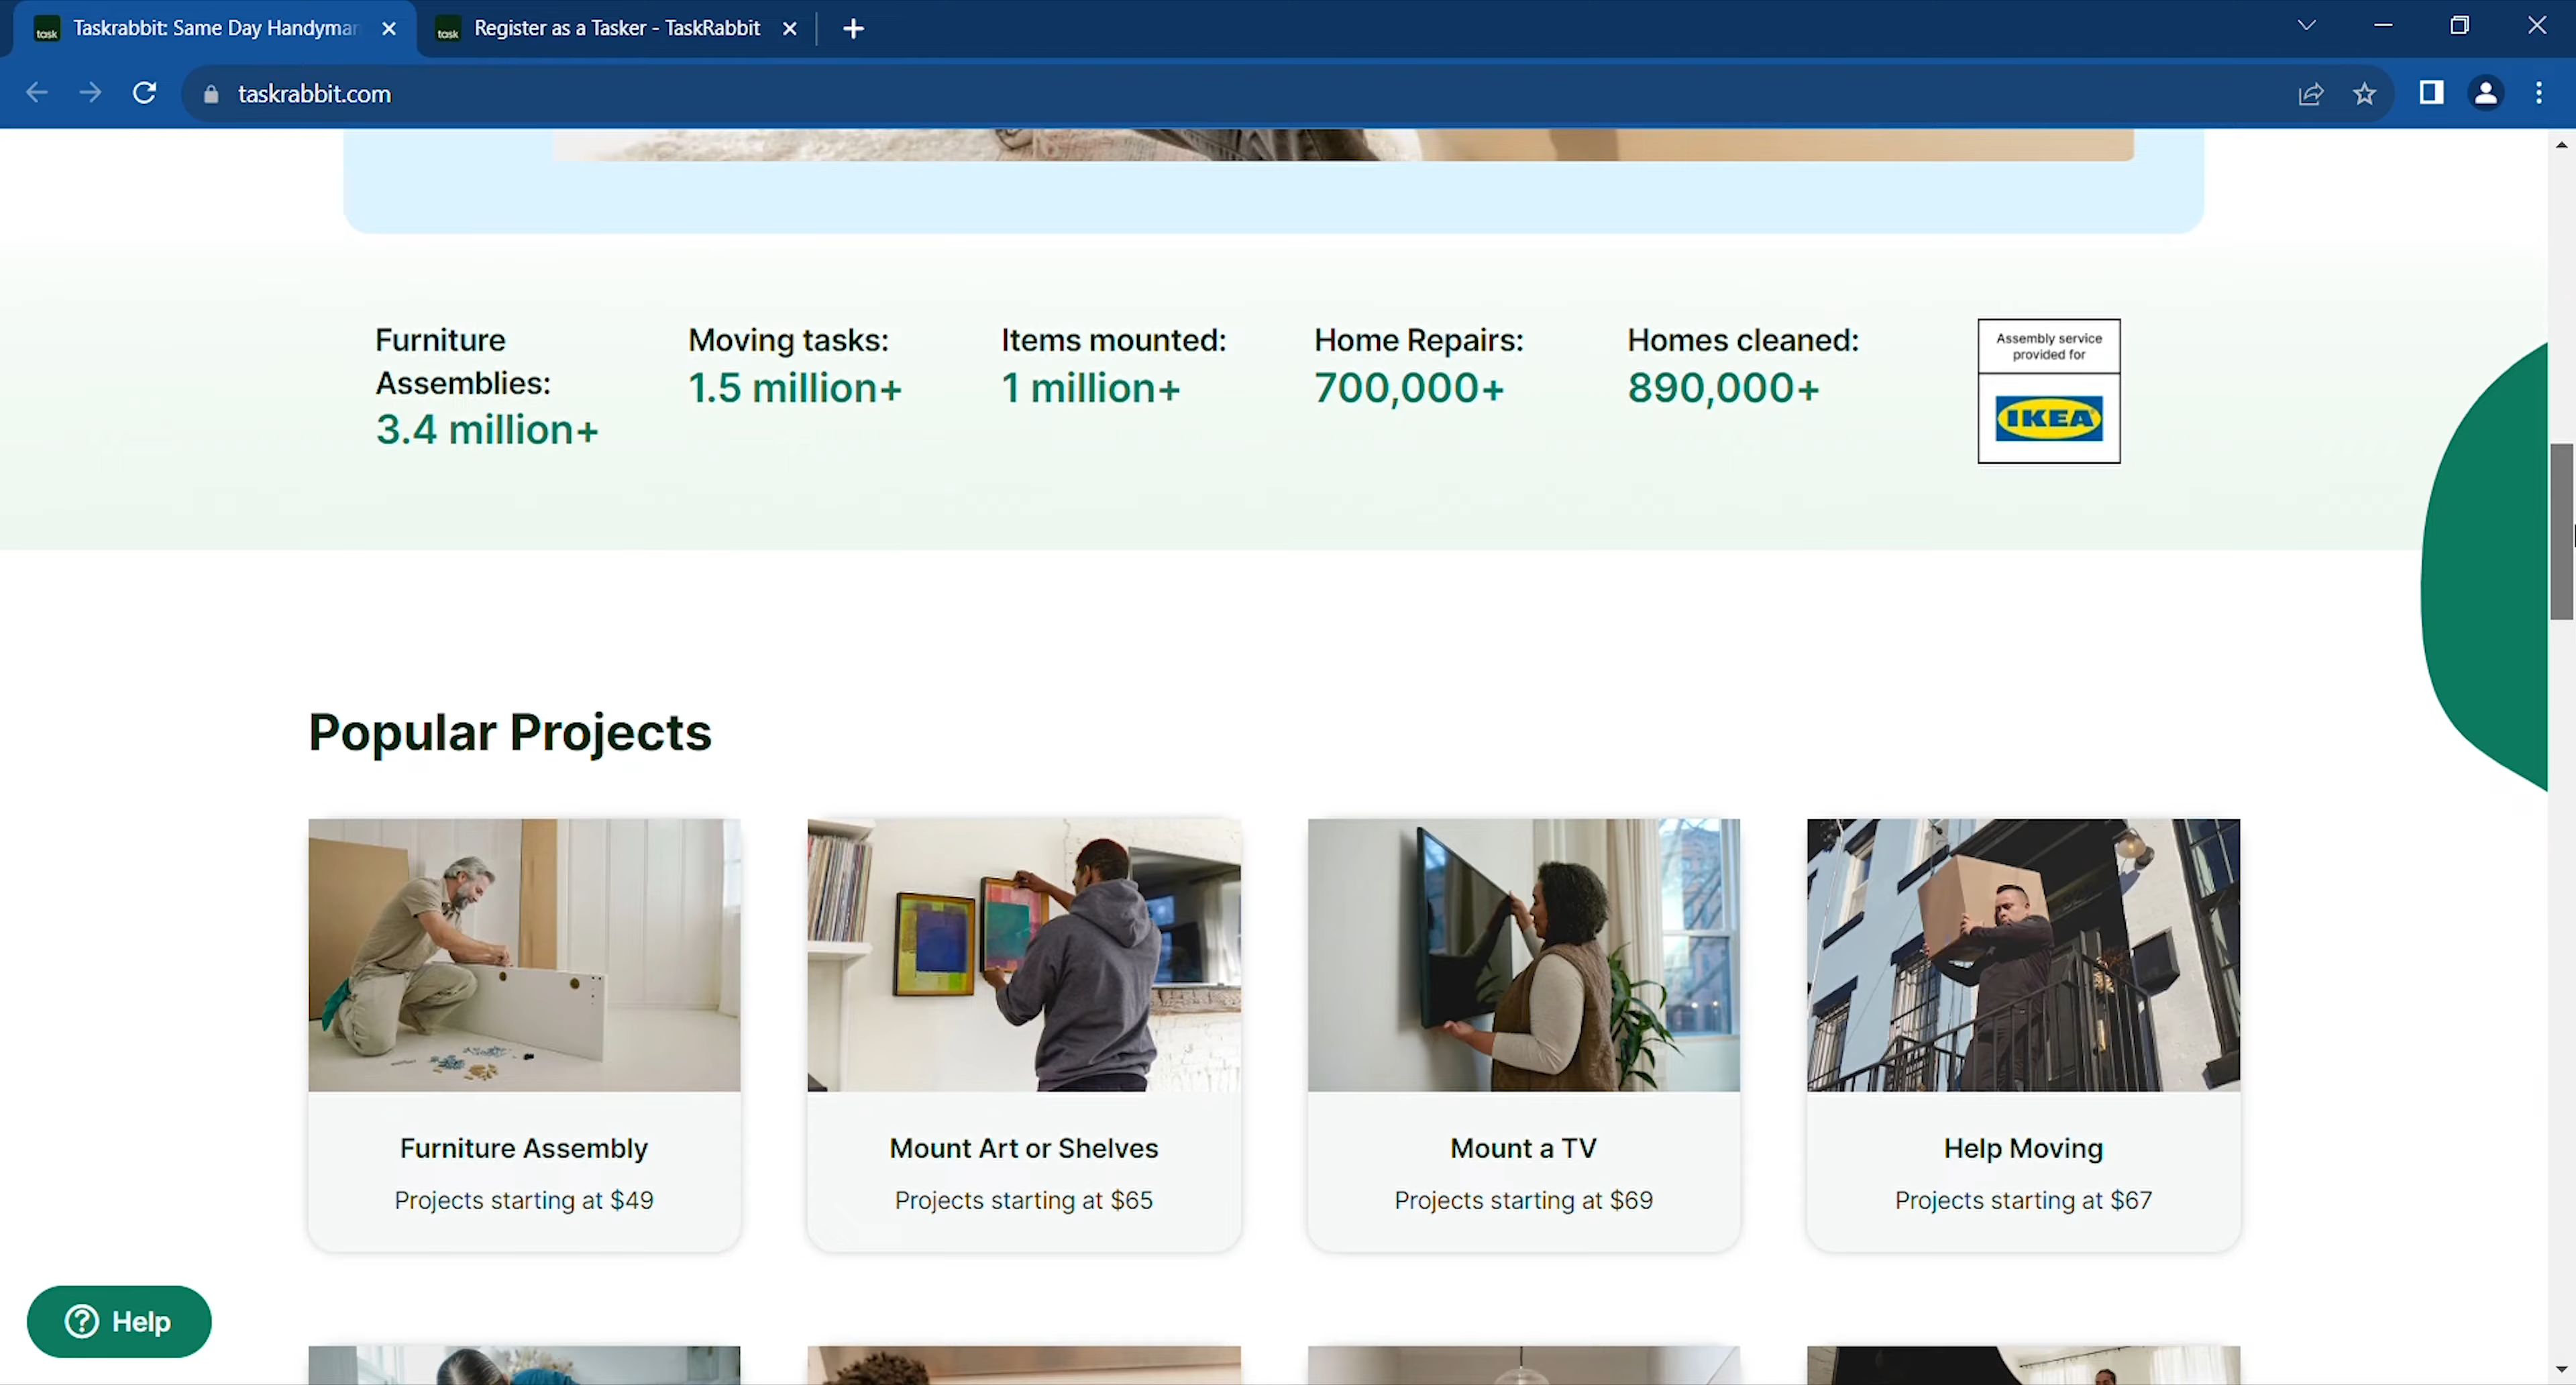 task Taskrabbit: Same Day Handyman
task Register as a Tasker - TaskRabbit
taskrabbit.com
Furniture
Assemblies:
3.4 million+
Moving tasks:
1.5 million+
Items mounted:
1 million+
Home Repairs:
700,000+
Homes cleaned:
890,000+
Assembly service
provided for
IKEA
Popular Projects
Furniture Assembly
Projects starting at $49
Mount Art or Shelves
Projects starting at $65
Mount a TV
Projects starting at $69
Help Moving
Projects starting at $67
? Help